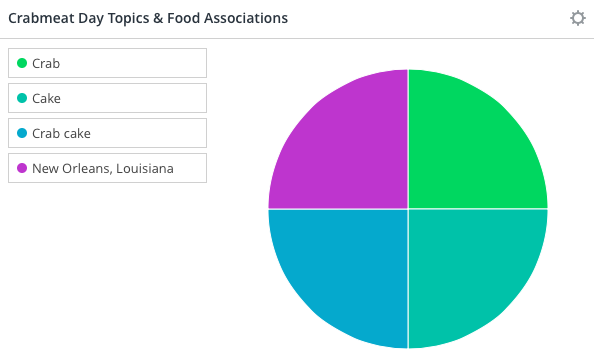 Crabmeat Day Topics & Food Associations
Crab
Cake
Crab cake
New Orleans, Louisiana